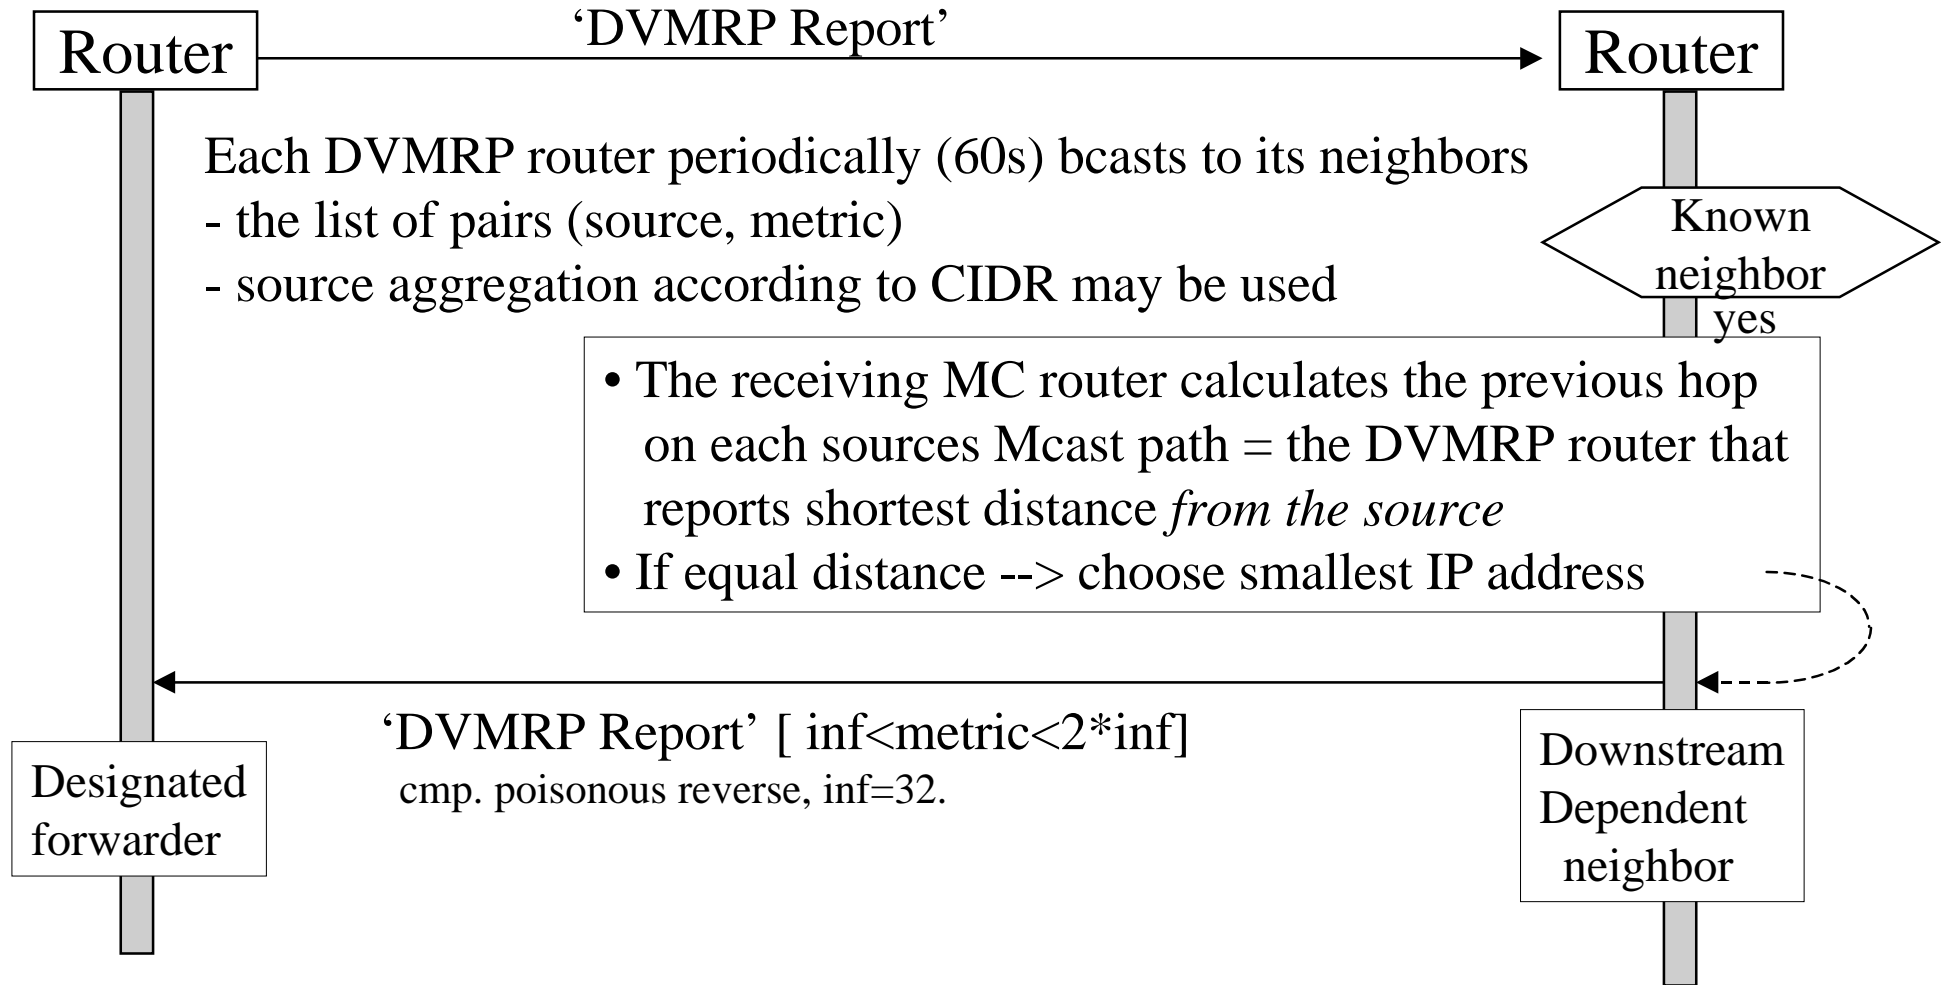 Router
‘DVMRP Report’
Router
Each DVMRP router periodically (60s) bcasts to its neighbors
- the list of pairs (source, metric)
- source aggregation according to CIDR may be used
Known
neighbor
yes
• The receiving MC router calculates the previous hop
on each sources Mcast path = the DVMRP router that
reports shortest distance from the source
• If equal distance --> choose smallest IP address
‘DVMRP Report’ [ inf<metric<2*inf]
cmp. poisonous reverse, inf=32.
Designated
forwarder
Downstream
Dependent
neighbor